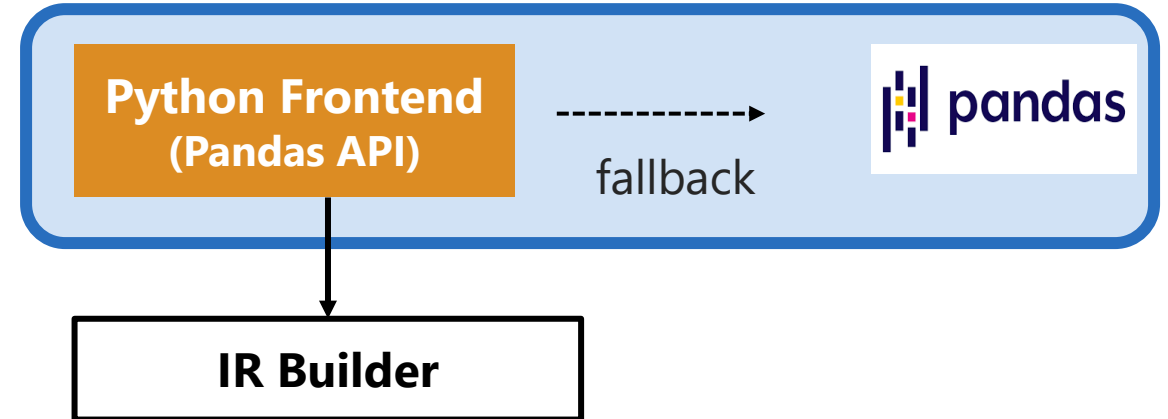 Python Frontend
(Pandas API)
fallback
pandas
IR Builder